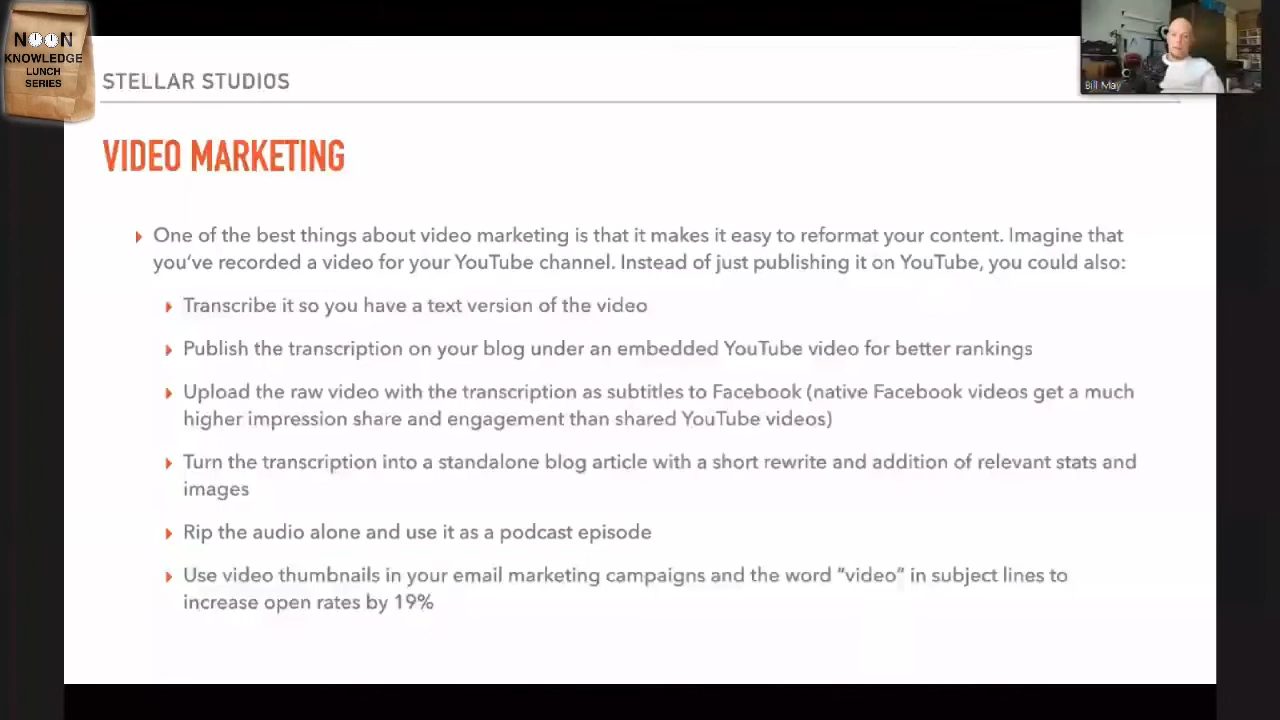 NOON
KNOWLEDGE
LUNCH
SERIES
STELLAR STUDIOS
Bill May
VIDEO MARKETING
One of the best things about video marketing is that it makes it easy to reformat your content. Imagine that
you've recorded a video for your YouTube channel. Instead of just publishing it on YouTube, you could also:
Transcribe it so you have a text version of the video
Publish the transcription on your blog under an embedded YouTube video for better rankings
Upload the raw video with the transcription as subtitles to Facebook (native Facebook videos get a much
higher impression share and engagement than shared YouTube videos)
Turn the transcription into a standalone blog article with a short rewrite and addition of relevant stats and
images
Rip the audio alone and use it as a podcast episode
Use video thumbnails in your email marketing campaigns and the word “video” in subject lines to
increase open rates by 19%